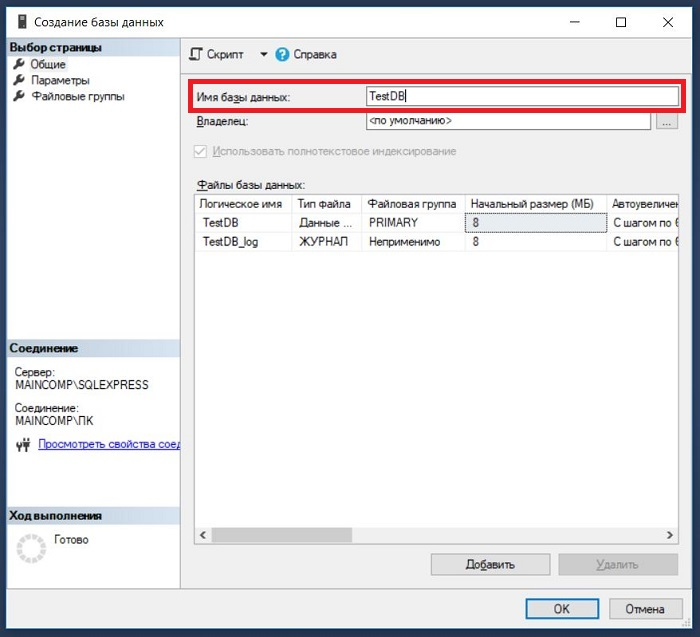 Создание базы данных
Выбор страницы
Общие
Параметры
Файловые группы
Скрипт
Справка
Имя базы данных: TestDB
Владелец: <по умолчанию> ...
Использовать полнотекстовое индексирование
Файлы базы данных:
Логическое имя Тип файла Файловая группа Начальный размер (МБ) Автоувеличен
TestDB Данные ... PRIMARY 8 С шагом по 6
TestDB_log ЖУРНАЛ Неприменимо 8 С шагом по 6
Соединение
Сервер:
MAINCOMP\SQLEXPRESS
Соединение:
MAINCOMP\ПК
Просмотреть свойства соед
Ход выполнения
Готово
Добавить Удалить
OK Отмена